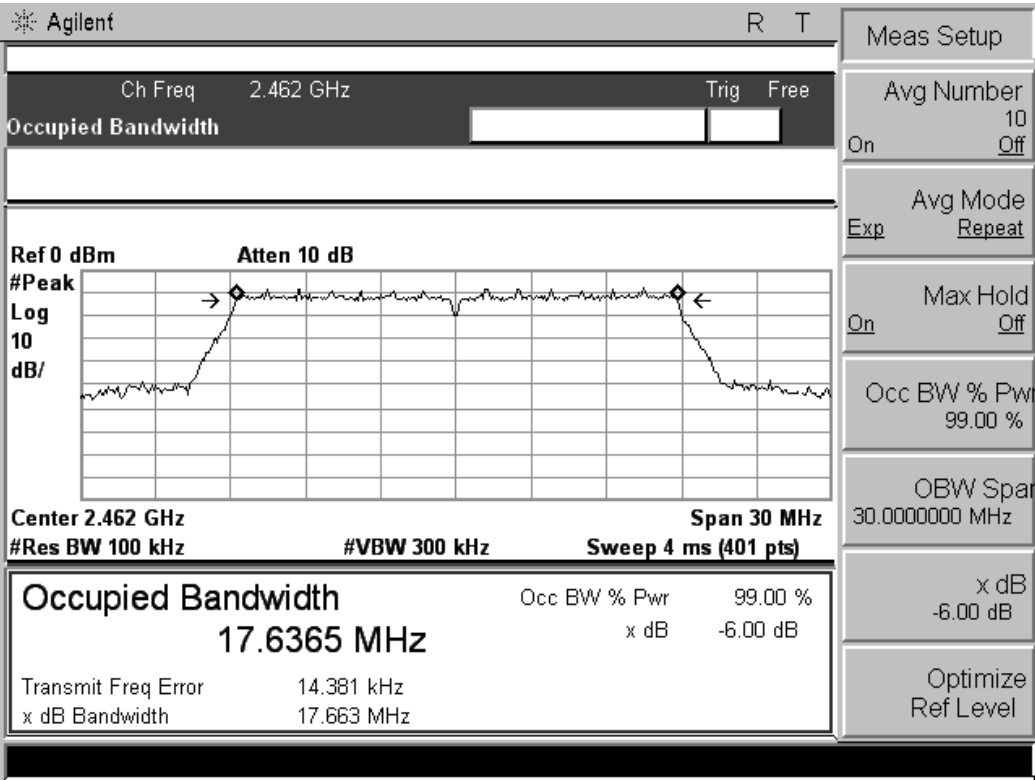 Agilent R T
Ch Freq 2.462 GHz Trig Free
Occupied Bandwidth
Ref 0 dBm Atten 10 dB
#Peak
Log
10
dB/
Center 2.462 GHz Span 30 MHz
#Res BW 100 kHz #VBW 300 kHz Sweep 4 ms (401 pts)
Occupied Bandwidth
17.6365 MHz
Occ BW % Pwr 99.00 %
x dB -6.00 dB
Transmit Freq Error 14.381 kHz
x dB Bandwidth 17.663 MHz
Meas Setup
Avg Number
10
On Off
Avg Mode
Exp Repeat
Max Hold
On Off
Occ BW % Pwr
99.00 %
OBW Span
30.0000000 MHz
x dB
-6.00 dB
Optimize
Ref Level